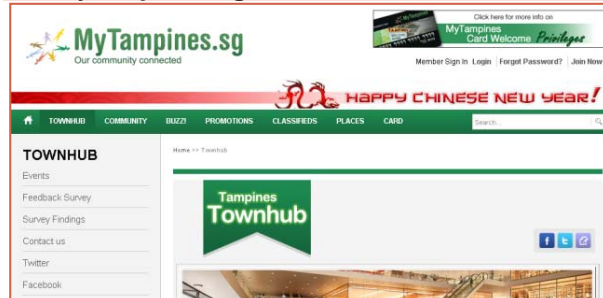 MyTampines.sg
Our community connected
Click here for more info on
MyTampines
Card Welcome Privileges
Member Sign In Login Forgot Password? Join Now
HAPPY CHINESE NEW YEAR!
TOWNHUB COMMUNITY BUZZ! PROMOTIONS CLASSIFIEDS PLACES CARD Search...
TOWNHUB
Events
Feedback Survey
Survey Findings
Contact us
Twitter
Facebook
Home >> Townhub
Tampines
Townhub